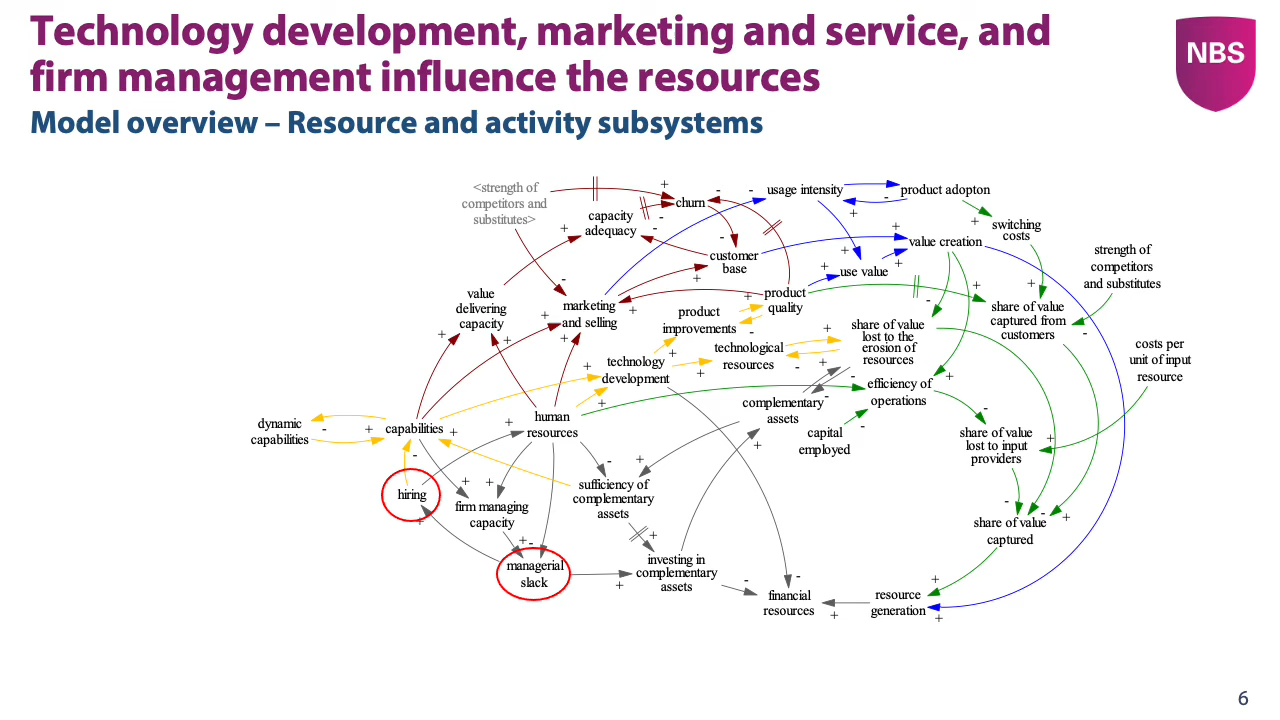 Technology development, marketing and service, and
firm management influence the resources
Model overview – Resource and activity subsystems
NBS
<strength of
competitors and
substitutes>
churn
usage intensity
product adopton
capacity
adequacy
switching
costs
customer
base
value creation
strength of
competitors
and substitutes
use value
value
delivering
capacity
marketing
and selling
product
quality
product
improvements
share of value
captured from
customers
share of value
lost to the
erosion of
resources
technological
resources
costs per
unit of input
resource
technology
development
efficiency of
operations
complementary
assets
capital
employed
dynamic
capabilities
capabilities
human
resources
share of value
lost to input
providers
hiring
firm managing
capacity
sufficiency of
complementary
assets
share of value
captured
managerial
slack
investing in
complementary
assets
financial
resources
resource
generation
6